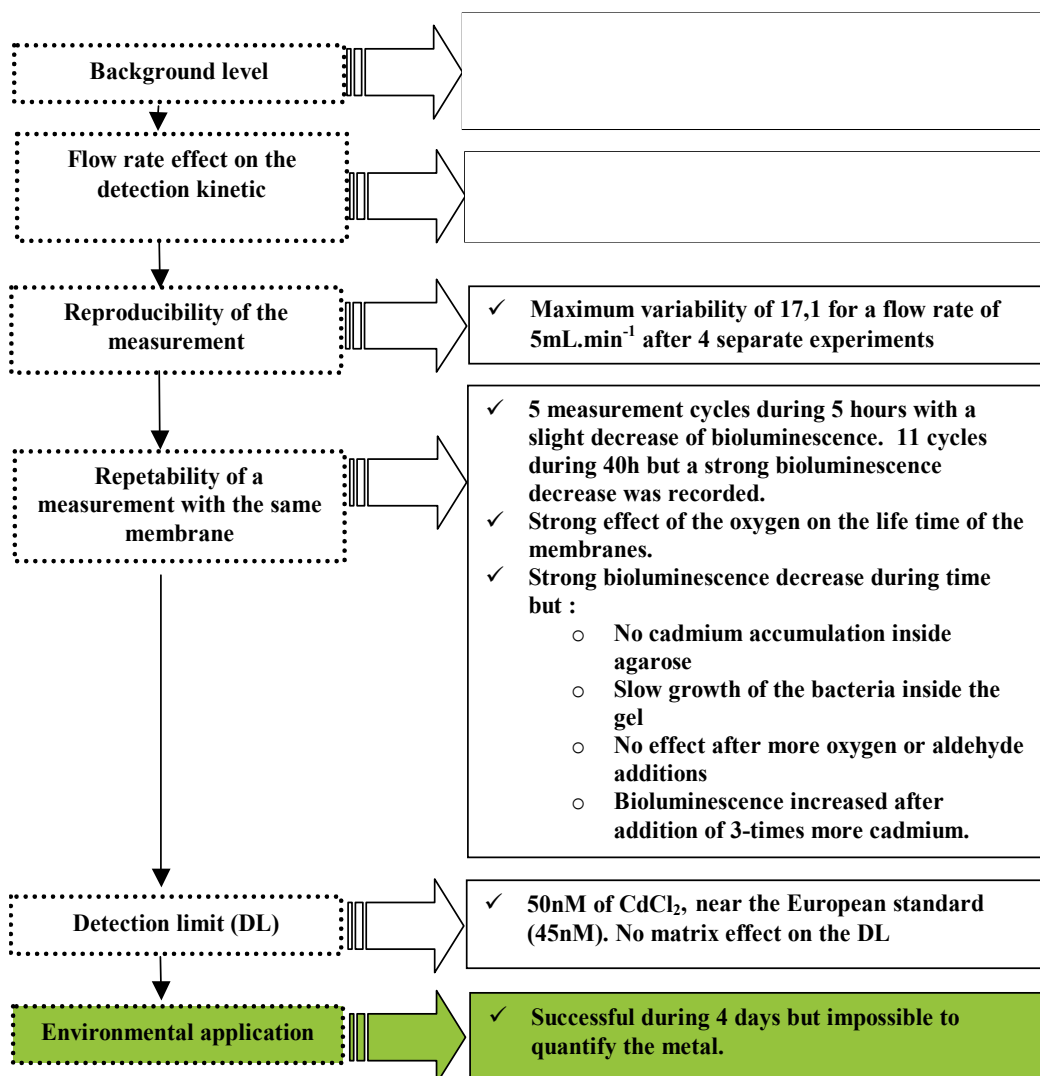 Background level
Flow rate effect on the
detection kinetic
Reproducibility of the
measurement
✓ Maximum variability of 17,1 for a flow rate of
5mL.min⁻¹ after 4 separate experiments
Repetability of a
measurement with the same
membrane
✓ 5 measurement cycles during 5 hours with a
slight decrease of bioluminescence. 11 cycles
during 40h but a strong bioluminescence
decrease was recorded.
✓ Strong effect of the oxygen on the life time of the
membranes.
✓ Strong bioluminescence decrease during time
but :
o No cadmium accumulation inside
agarose
o Slow growth of the bacteria inside the
gel
o No effect after more oxygen or aldehyde
additions
o Bioluminescence increased after
addition of 3-times more cadmium.
Detection limit (DL)
✓ 50nM of CdCl₂, near the European standard
(45nM). No matrix effect on the DL
Environmental application
✓ Successful during 4 days but impossible to
quantify the metal.